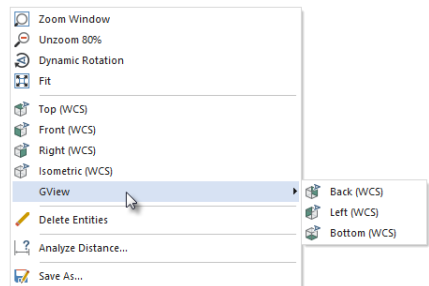 Zoom Window
Unzoom 80%
Dynamic Rotation
Fit
Top (WCS)
Front (WCS)
Right (WCS)
Isometric (WCS)
GView
Back (WCS)
Left (WCS)
Bottom (WCS)
Delete Entities
Analyze Distance...
Save As...